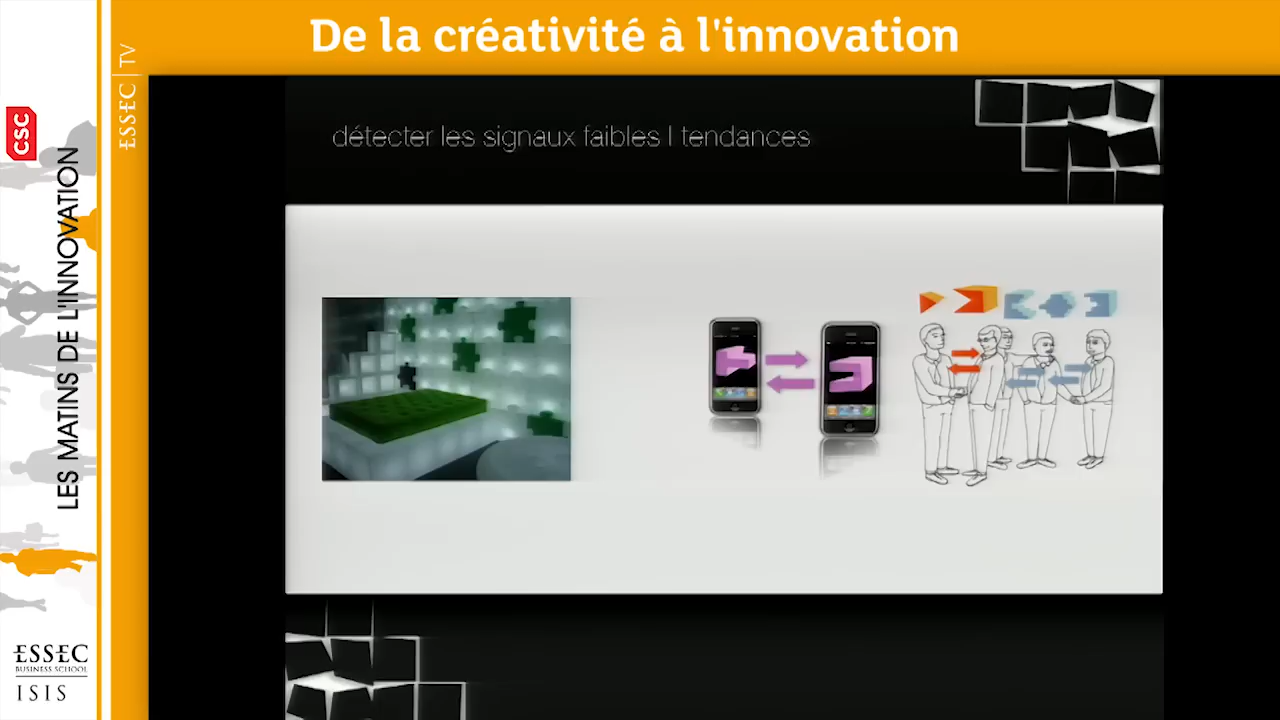 De la créativité à l'innovation
ESSEC | TV
CSC
LES MATINS DE L'INNOVATION
détecter les signaux faibles | tendances
ESSEC
BUSINESS SCHOOL
ISIS